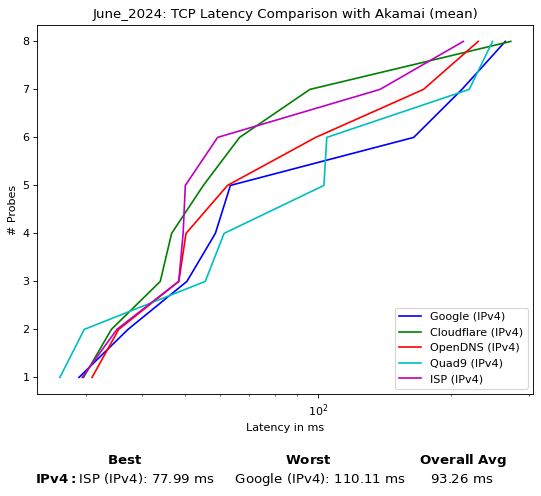 June_2024: TCP Latency Comparison with Akamai (mean)
8
7
6
5
4
3
2
1
# Probes
Google (IPv4)
Cloudflare (IPv4)
OpenDNS (IPv4)
Quad9 (IPv4)
ISP (IPv4)
10²
Latency in ms
Best Worst Overall Avg
IPv4: ISP (IPv4): 77.99 ms Google (IPv4): 110.11 ms 93.26 ms